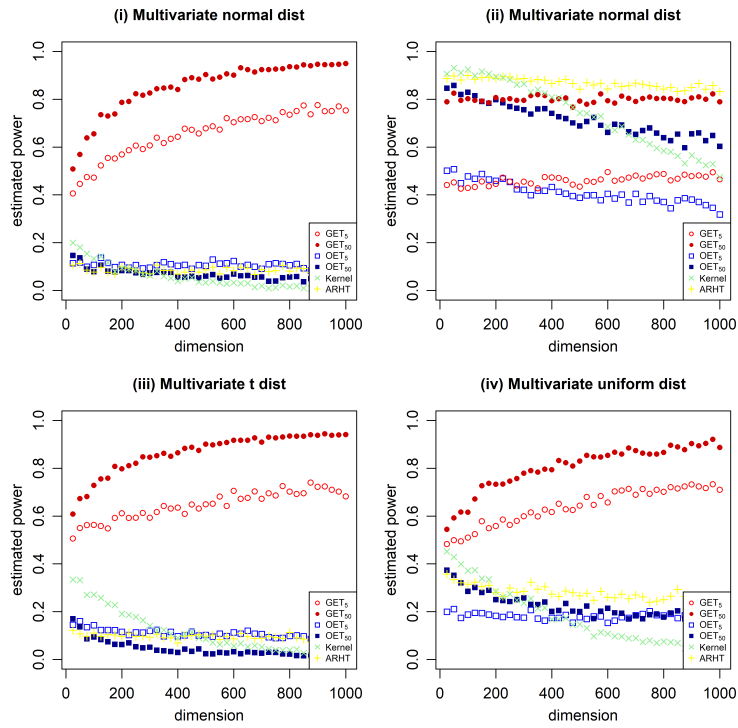 (i) Multivariate normal dist
estimated power
0.0 0.2 0.4 0.6 0.8 1.0
GET5
GET50
OET5
OET50
Kernel
ARHT
0 200 400 600 800 1000
dimension
(ii) Multivariate normal dist
estimated power
0.0 0.2 0.4 0.6 0.8 1.0
GET5
GET50
OET5
OET50
Kernel
ARHT
0 200 400 600 800 1000
dimension
(iii) Multivariate t dist
estimated power
0.0 0.2 0.4 0.6 0.8 1.0
GET5
GET50
OET5
OET50
Kernel
ARHT
0 200 400 600 800 1000
dimension
(iv) Multivariate uniform dist
estimated power
0.0 0.2 0.4 0.6 0.8 1.0
GET5
GET50
OET5
OET50
Kernel
ARHT
0 200 400 600 800 1000
dimension